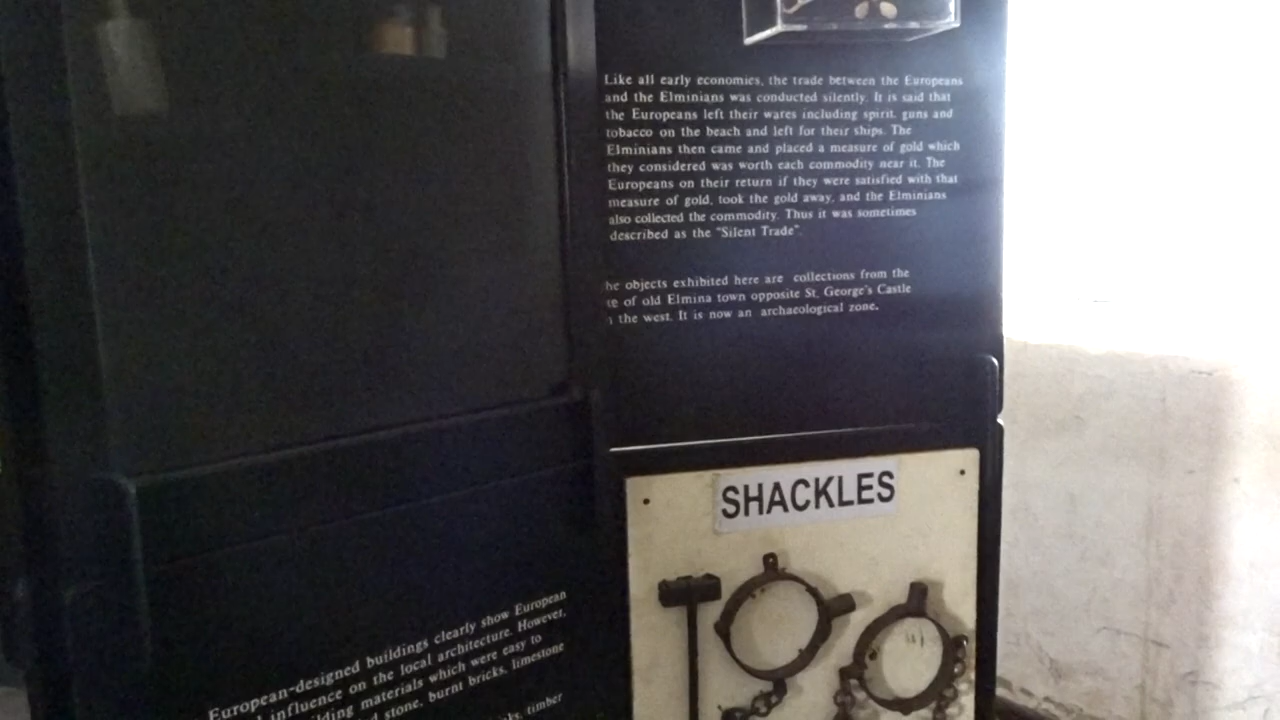 Like all early economies, the trade between the Europeans
and the Elminians was conducted silently. It is said that
the Europeans left their wares including spirit, guns and
tobacco on the beach and left for their ships. The
Elminians then came and placed a measure of gold which
they considered was worth each commodity near it. The
Europeans on their return if they were satisfied with that
measure of gold, took the gold away, and the Elminians
also collected the commodity. Thus it was sometimes
described as the "Silent Trade".
he objects exhibited here are collections from the
te of old Elmina town opposite St. George's Castle
the west. It is now an archaeological zone.
SHACKLES
European-designed buildings clearly show European
influence on the local architecture. However,
materials which were easy to
stone, burnt bricks, limestone
timber